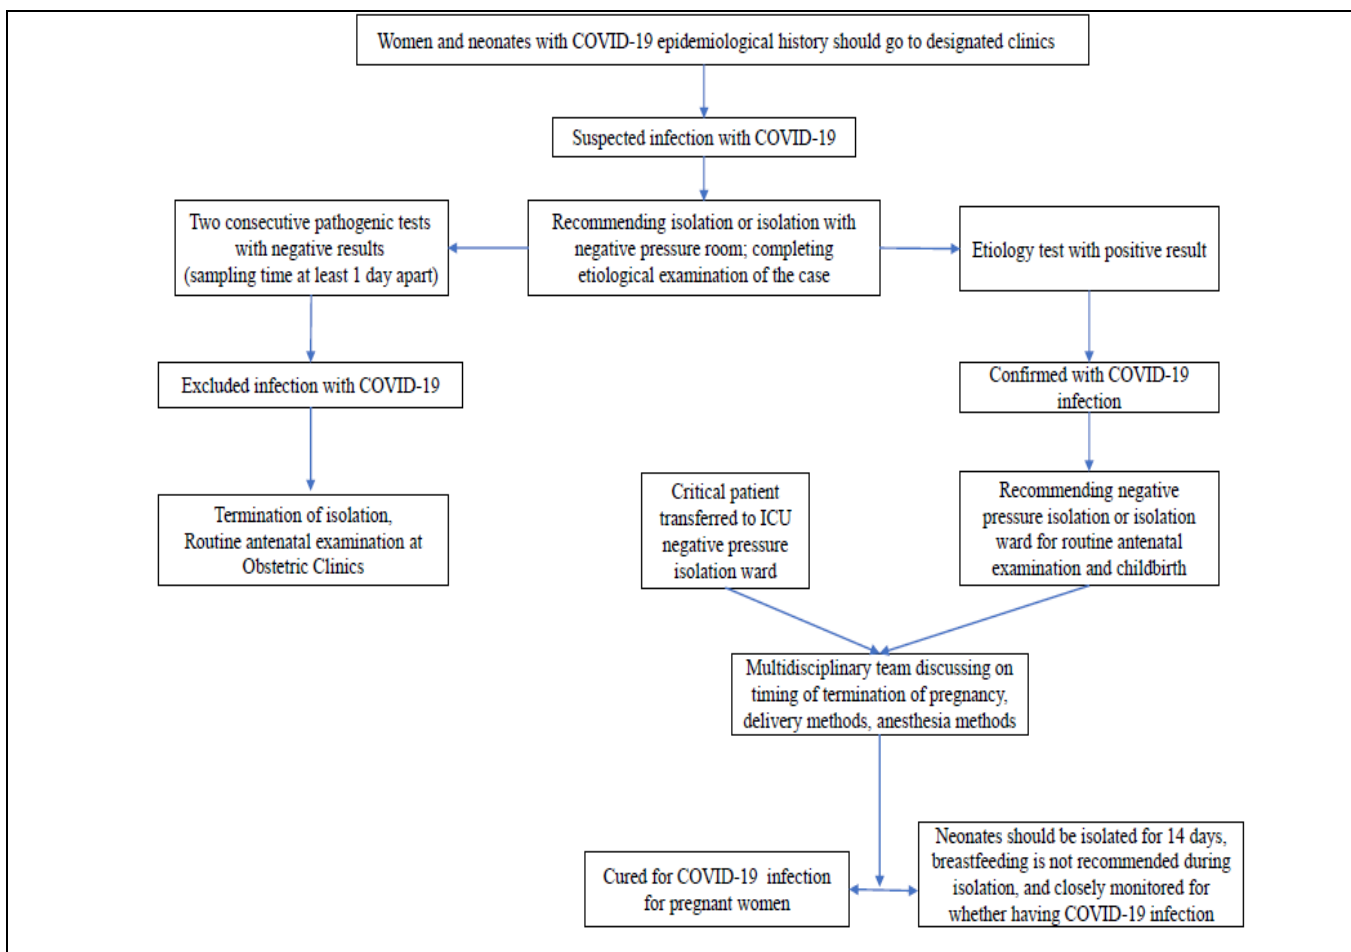 Women and neonates with COVID-19 epidemiological history should go to designated clinics
Suspected infection with COVID-19
Two consecutive pathogenic tests
with negative results
(sampling time at least 1 day apart)
Recommending isolation or isolation with
negative pressure room; completing
etiological examination of the case
Etiology test with positive result
Excluded infection with COVID-19
Confirmed with COVID-19
infection
Termination of isolation,
Routine antenatal examination at
Obstetric Clinics
Critical patient
transferred to ICU
negative pressure
isolation ward
Recommending negative
pressure isolation or isolation
ward for routine antenatal
examination and childbirth
Multidisciplinary team discussing on
timing of termination of pregnancy,
delivery methods, anesthesia methods
Cured for COVID-19 infection
for pregnant women
Neonates should be isolated for 14 days,
breastfeeding is not recommended during
isolation, and closely monitored for
whether having COVID-19 infection